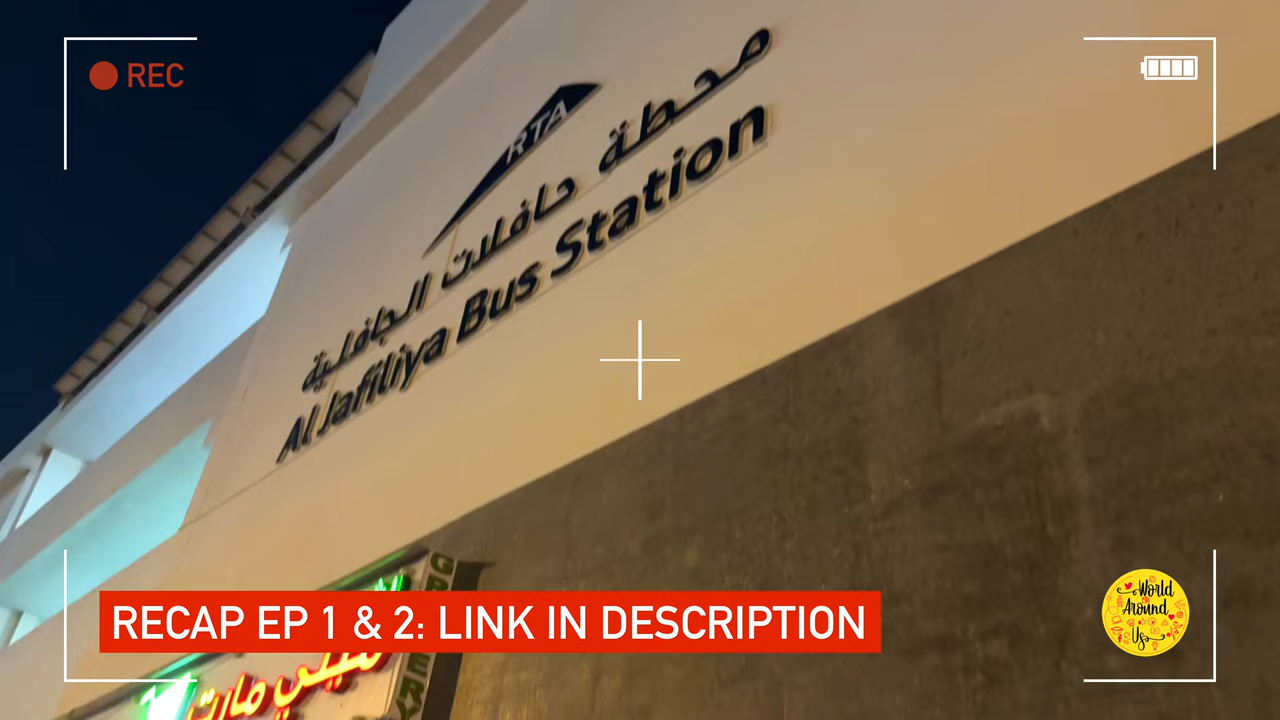 REC
RTA
محطة حافلات الجافلية
Al Jafiliya Bus Station
RECAP EP 1 & 2: LINK IN DESCRIPTION
World
Around
Us
مارت